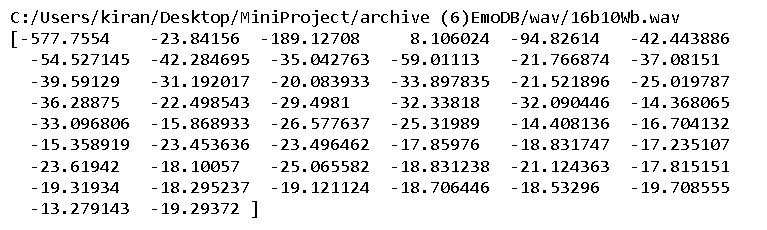 C:/Users/kiran/Desktop/MiniProject/archive (6)EmoDB/wav/16b10Wb.wav
[-577.7554 -23.84156 -189.12708 8.106024 -94.82614 -42.443886
-54.527145 -42.284695 -35.042763 -59.01113 -21.766874 -37.08151
-39.59129 -31.192017 -20.083933 -33.897835 -21.521896 -25.019787
-36.28875 -22.498543 -29.4981 -32.33818 -32.090446 -14.368065
-33.096806 -15.868933 -26.577637 -25.31989 -14.408136 -16.704132
-15.358919 -23.453636 -23.496462 -17.85976 -18.831747 -17.235107
-23.61942 -18.10057 -25.065582 -18.831238 -21.124363 -17.815151
-19.31934 -18.295237 -19.121124 -18.706446 -18.53296 -19.708555
-13.279143 -19.29372 ]